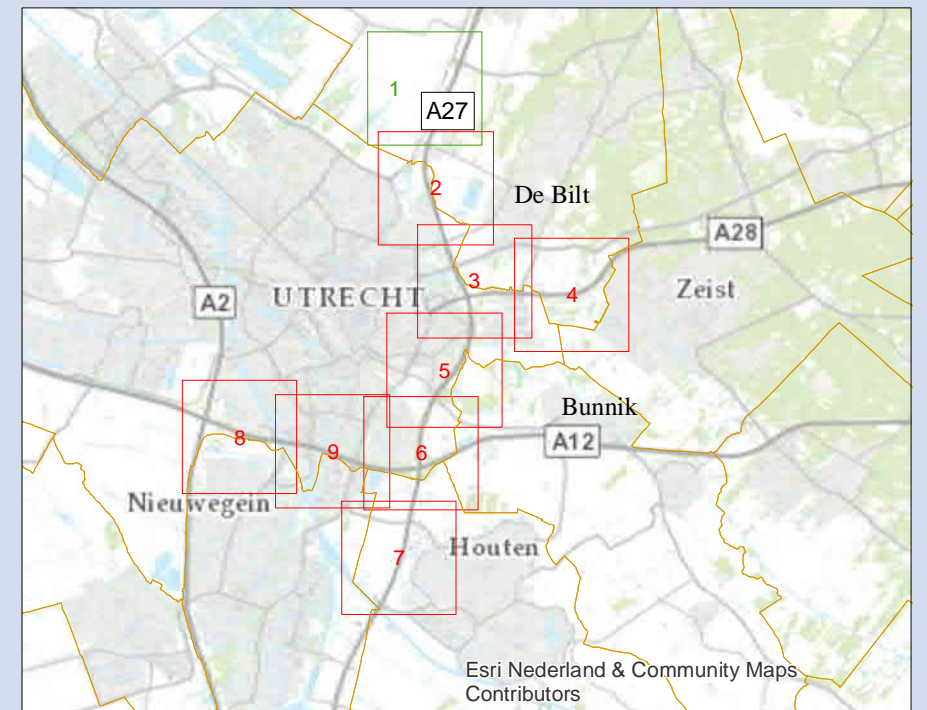 1
A27
2
De Bilt
A28
3
4
Zeist
A2
UTRECHT
5
Bunnik
A12
8
9
6
Nieuwegein
Houten
7
Esri Nederland & Community Maps
Contributors